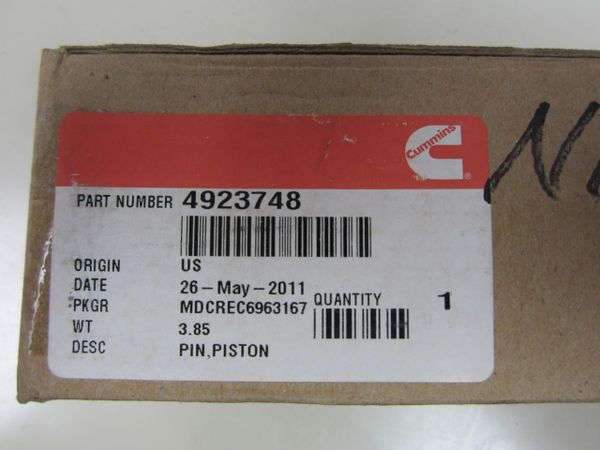 Cummins
®
PART NUMBER 4923748
ORIGIN US
DATE 26-May-2011
PKGR MDCREC6963167 QUANTITY 1
WT 3.85
DESC PIN,PISTON